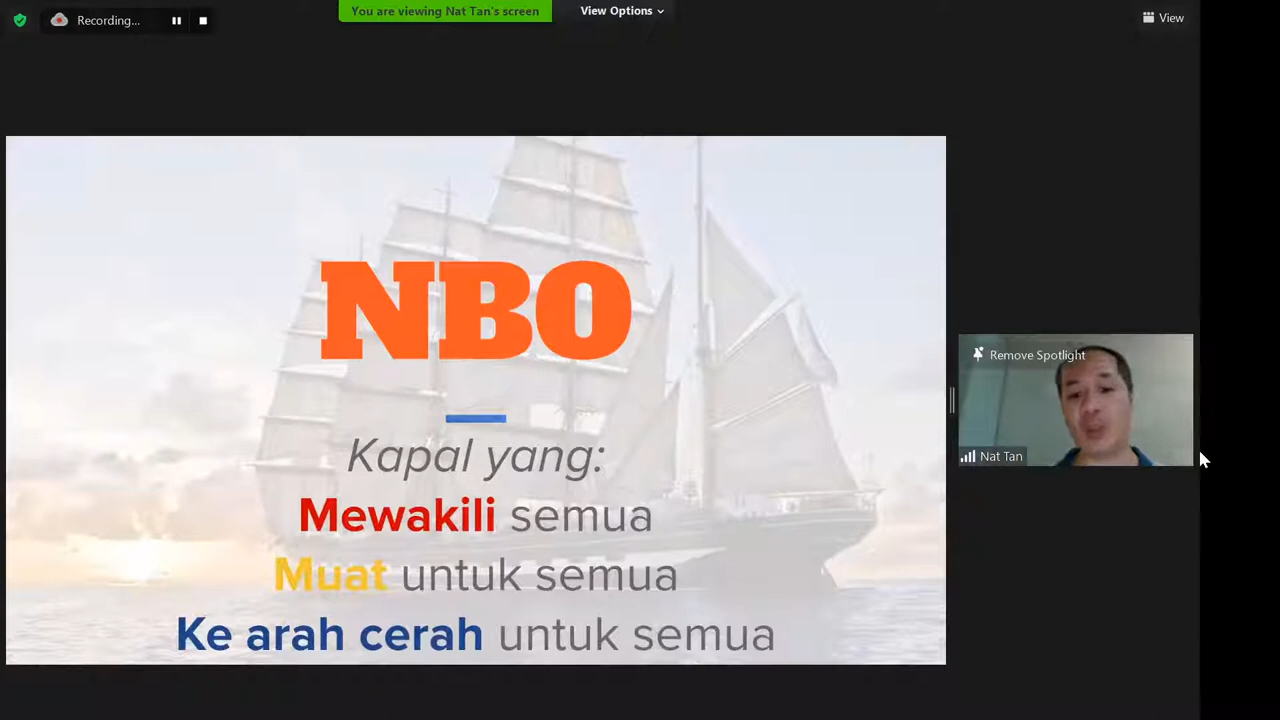 Recording...
You are viewing Nat Tan's screen
View Options
View
NBO
Kapal yang:
Mewakili semua
Muat untuk semua
Ke arah cerah untuk semua
Remove Spotlight
Nat Tan